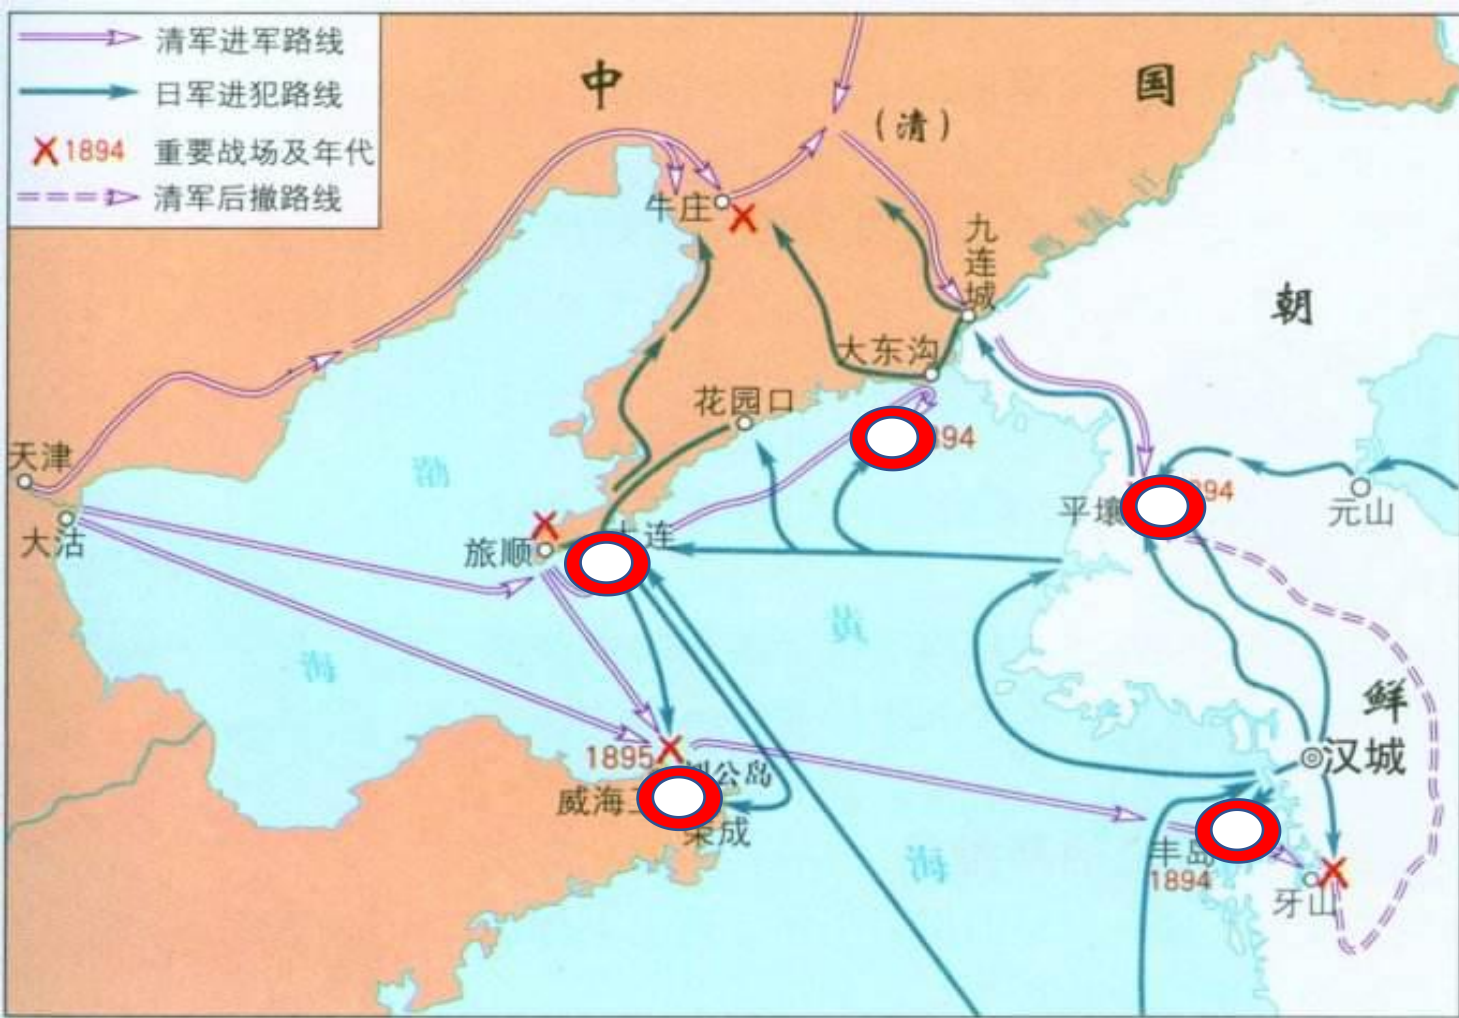 清军进军路线
日军进犯路线
1894 重要战场及年代
清军后撤路线
中
国
(清)
牛庄
九连城
朝
大东沟
花园口
天津
渤
894
894
平壤
元山
大沽
旅顺
大连
黄
海
鲜
汉城
1895
公岛
威海
荣成
海
丰岛
1894
牙山